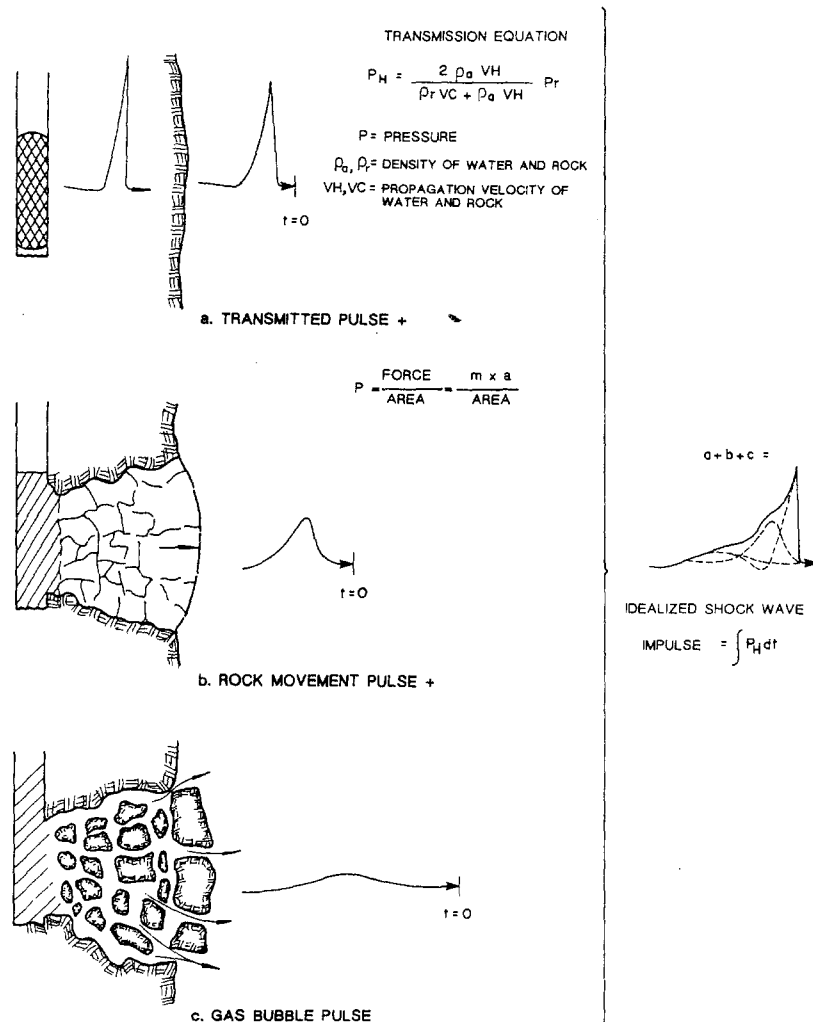 TRANSMISSION EQUATION
P_H = 2 ρa VH / (ρr VC + ρa VH) Pr
P = PRESSURE
ρa, ρr = DENSITY OF WATER AND ROCK
VH, VC = PROPAGATION VELOCITY OF
WATER AND ROCK
t = 0
a. TRANSMITTED PULSE +
P = FORCE / AREA = m x a / AREA
t = 0
b. ROCK MOVEMENT PULSE +
t = 0
c. GAS BUBBLE PULSE
a + b + c =
IDEALIZED SHOCK WAVE
IMPULSE = ∫ P_H dt